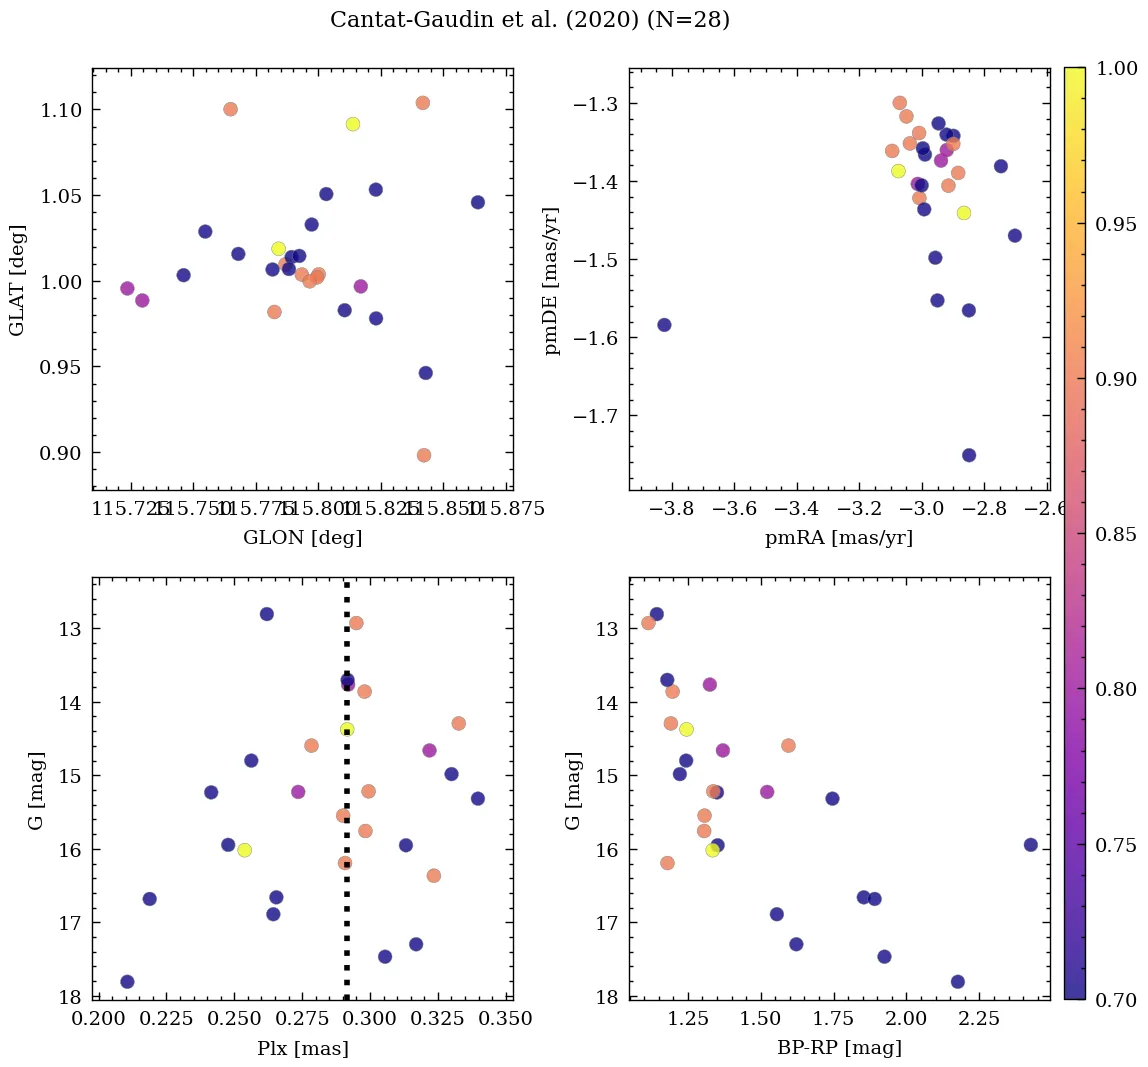 Cantat-Gaudin et al. (2020) (N=28)
1.10
1.05
1.00
0.95
0.90
GLAT [deg]
115.725 115.750 115.775 115.800 115.825 115.850 115.875
GLON [deg]
−1.3
−1.4
−1.5
−1.6
−1.7
pmDE [mas/yr]
−3.8 −3.6 −3.4 −3.2 −3.0 −2.8 −2.6
pmRA [mas/yr]
13
14
15
16
17
18
G [mag]
0.200 0.225 0.250 0.275 0.300 0.325 0.350
Plx [mas]
13
14
15
16
17
18
G [mag]
1.25 1.50 1.75 2.00 2.25
BP-RP [mag]
1.00
0.95
0.90
0.85
0.80
0.75
0.70